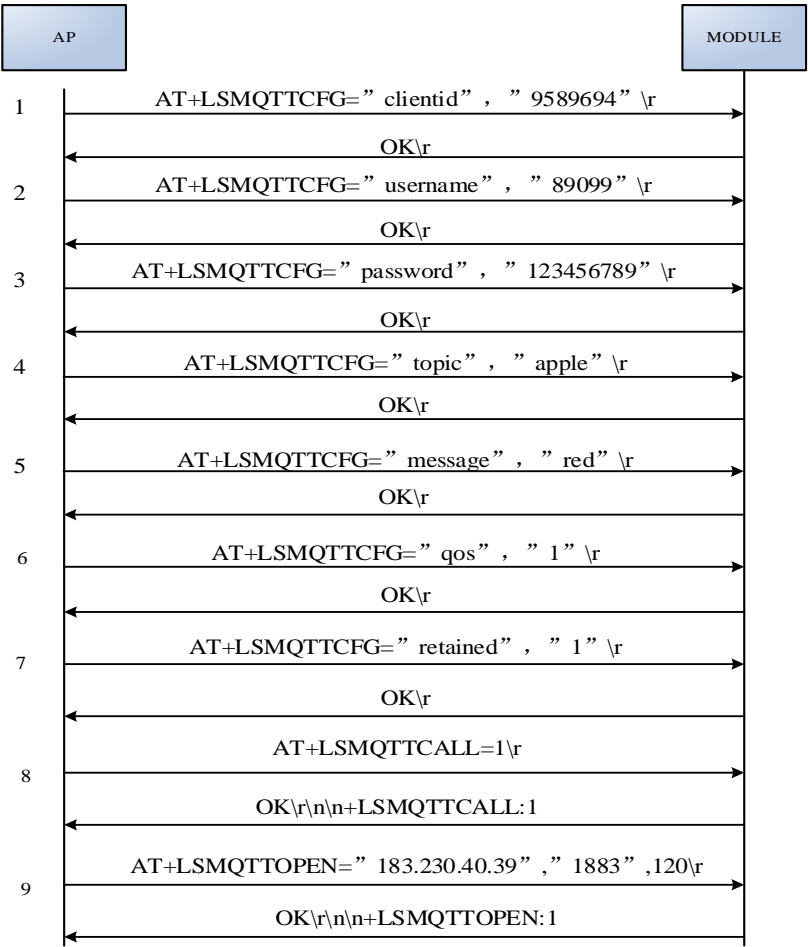 AP
MODULE
1
AT+LSMQTTCFG=”clientid”，”9589694”\r
OK\r
2
AT+LSMQTTCFG=”username”，”89099”\r
OK\r
3
AT+LSMQTTCFG=”password”，”123456789”\r
OK\r
4
AT+LSMQTTCFG=”topic”，”apple”\r
OK\r
5
AT+LSMQTTCFG=”message”，”red”\r
OK\r
6
AT+LSMQTTCFG=”qos”，”1”\r
OK\r
7
AT+LSMQTTCFG=”retained”，”1”\r
OK\r
8
AT+LSMQTTCALL=1\r
OK\r\n\n+LSMQTTCALL:1
9
AT+LSMQTTOPEN=”183.230.40.39”,”1883”,120\r
OK\r\n\n+LSMQTTOPEN:1